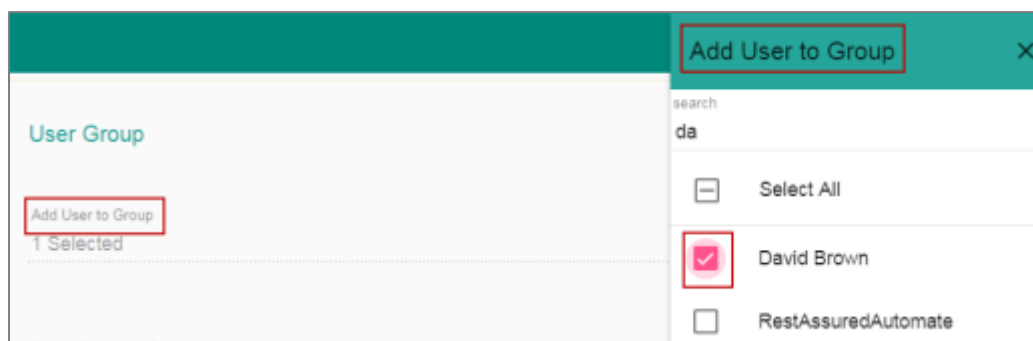 Add User to Group
search
da
User Group
Select All
Add User to Group
1 Selected
David Brown
RestAssuredAutomate